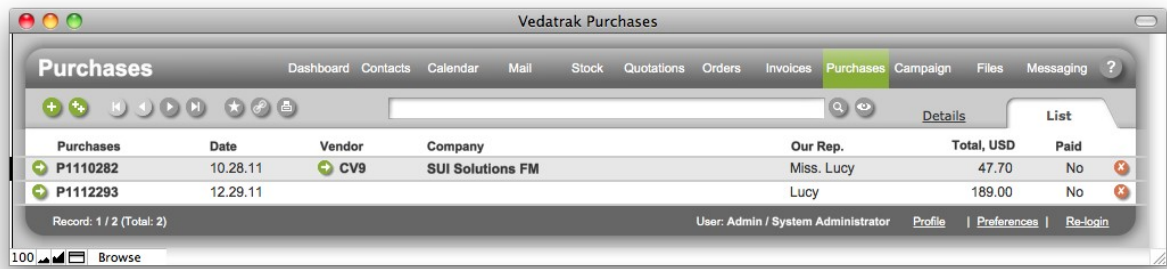 Vedatrak Purchases
Purchases Dashboard Contacts Calendar Mail Stock Quotations Orders Invoices Purchases Campaign Files Messaging ?
Details List
Purchases Date Vendor Company Our Rep. Total, USD Paid
P1110282 10.28.11 CV9 SUI Solutions FM Miss. Lucy 47.70 No
P1112293 12.29.11 Lucy 189.00 No
Record: 1 / 2 (Total: 2) User: Admin / System Administrator Profile | Preferences | Re-login
100 Browse